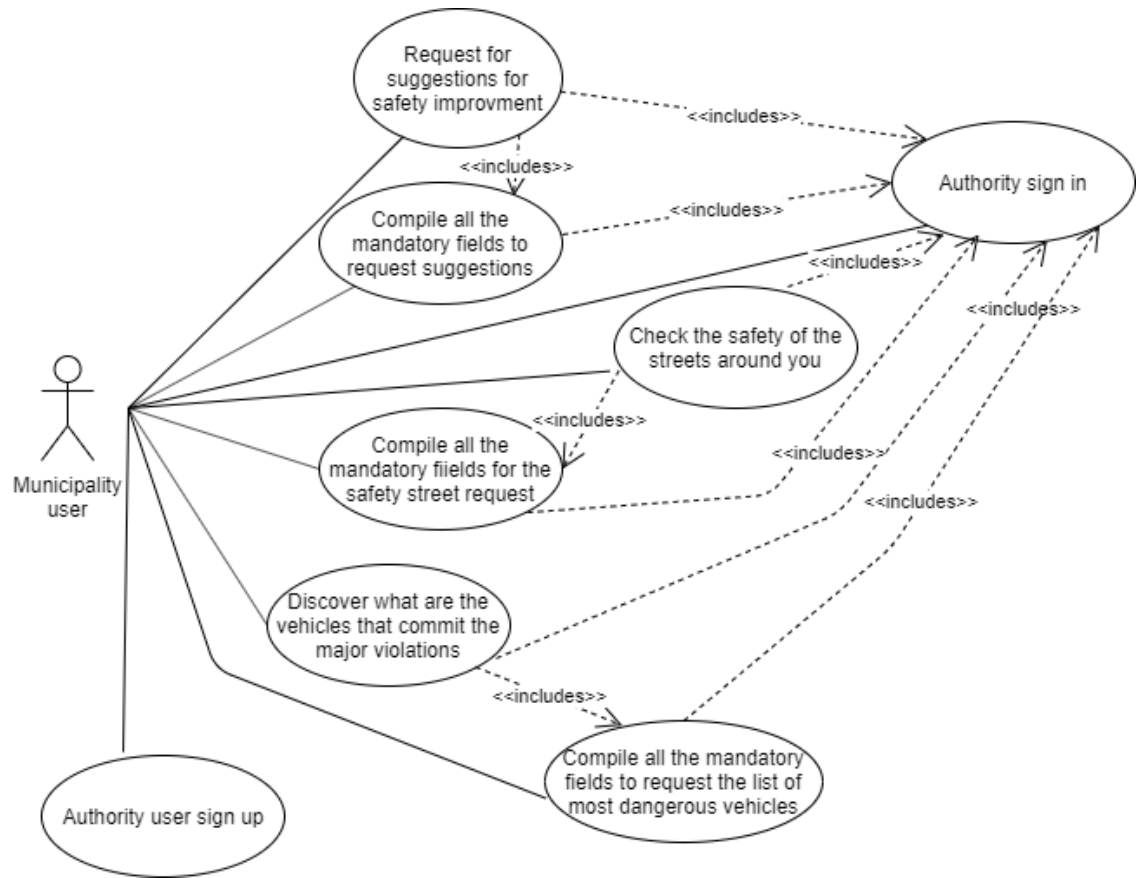 Request for
suggestions for
safety improvment
<<includes>>
<<includes>>
Authority sign in
Compile all the
mandatory fields to
request suggestions
<<includes>>
<<includes>>
Check the safety of the
streets around you
<<includes>>
<<includes>>
Compile all the
mandatory fiields for the
safety street request
<<includes>>
<<includes>>
Municipality
user
Discover what are the
vehicles that commit the
major violations
<<includes>>
Compile all the mandatory
fields to request the list of
most dangerous vehicles
Authority user sign up